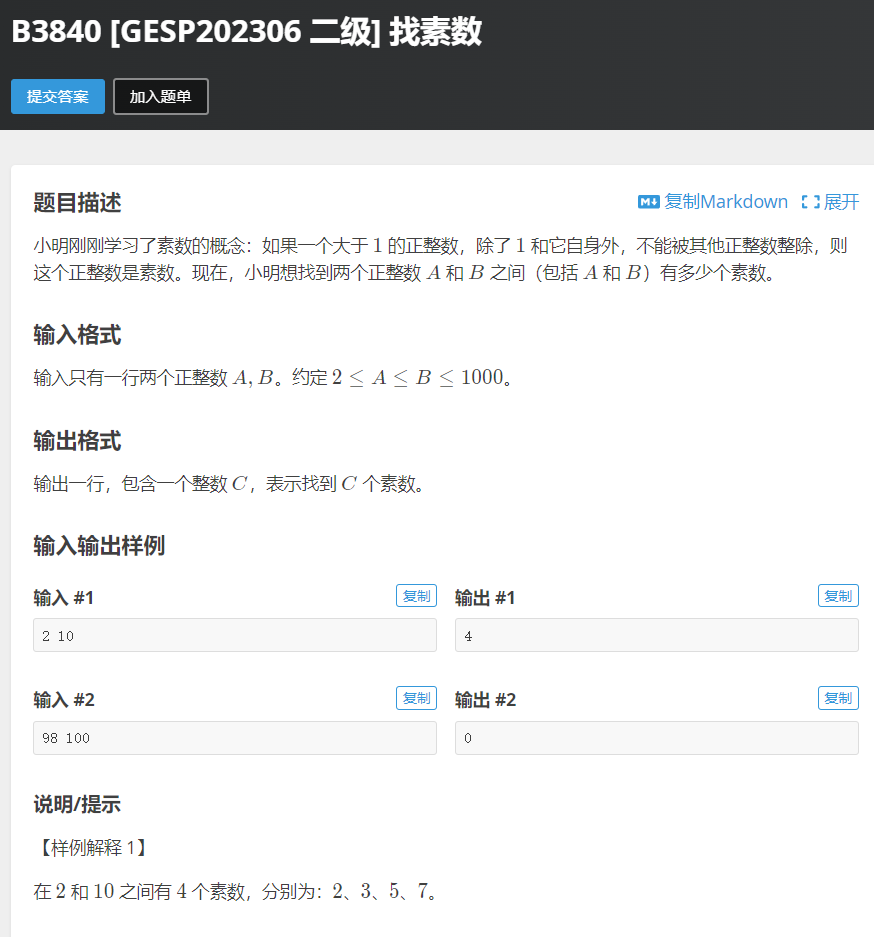 B3840 [GESP202306 二级] 找素数
提交答案
加入题单
题目描述
复制Markdown
展开
小明刚刚学习了素数的概念：如果一个大于 1 的正整数，除了 1 和它自身外，不能被其他正整数整除，则
这个正整数是素数。现在，小明想找到两个正整数 A 和 B 之间（包括 A 和 B）有多少个素数。
输入格式
输入只有一行两个正整数 A, B。约定 2 ≤ A ≤ B ≤ 1000。
输出格式
输出一行，包含一个整数 C，表示找到 C 个素数。
输入输出样例
输入 #1
复制
输出 #1
复制
2 10
4
输入 #2
复制
输出 #2
复制
98 100
0
说明/提示
【样例解释 1】
在 2 和 10 之间有 4 个素数，分别为：2、3、5、7。